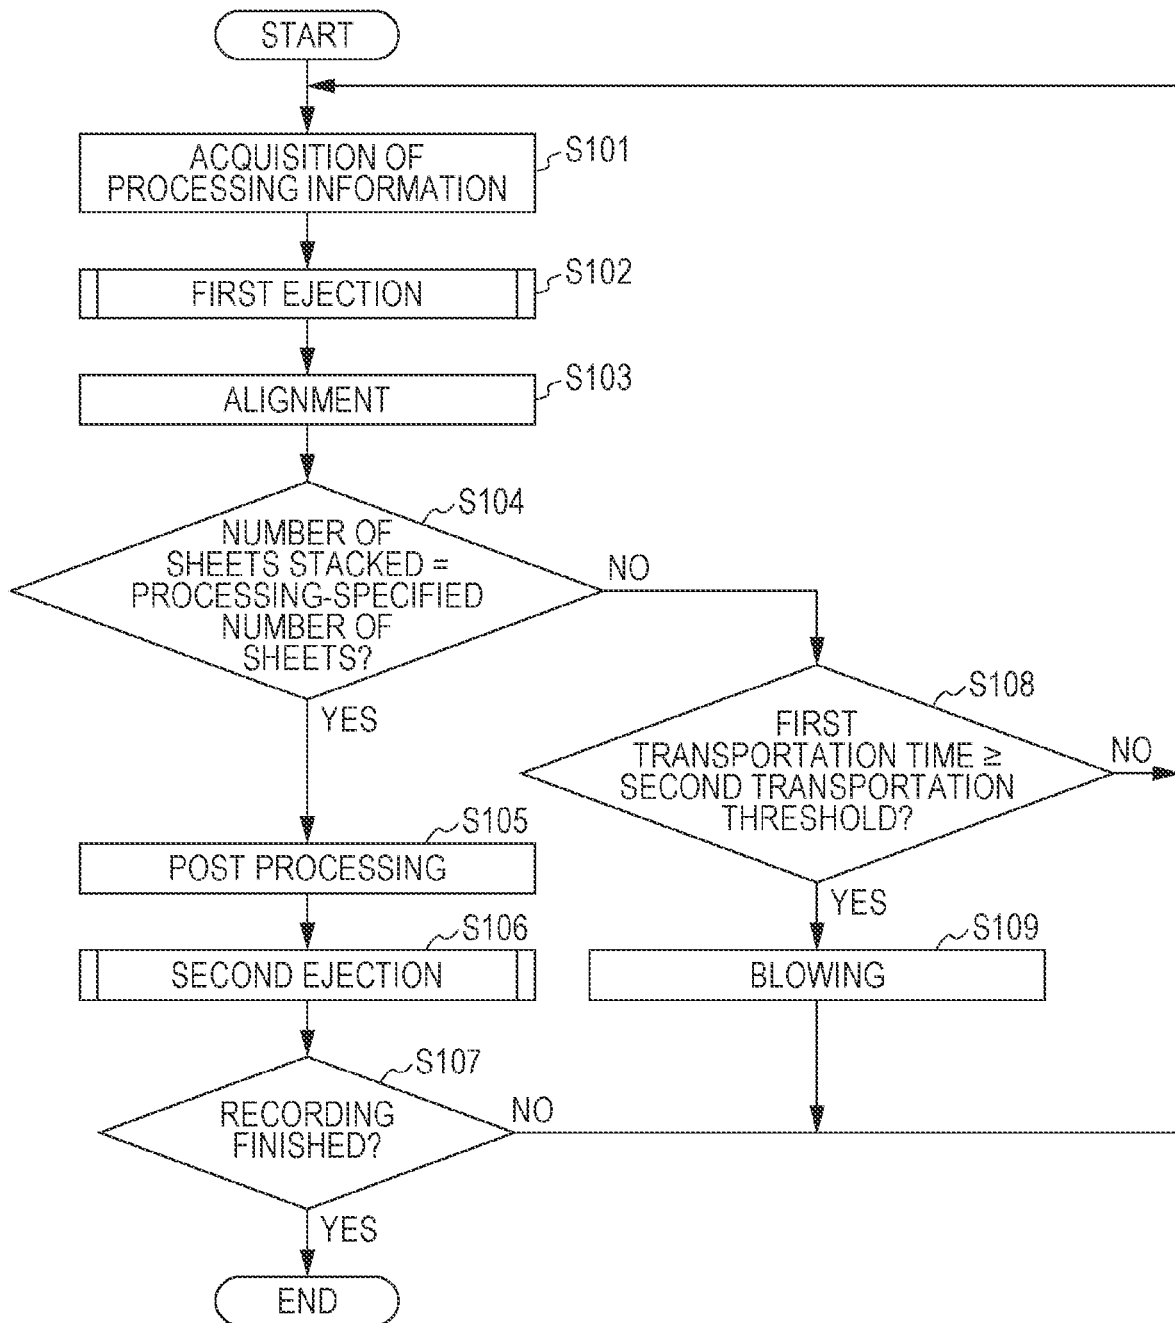 START
ACQUISITION OF
PROCESSING INFORMATION
S101
FIRST EJECTION
S102
ALIGNMENT
S103
NUMBER OF
SHEETS STACKED =
PROCESSING-SPECIFIED
NUMBER OF
SHEETS?
S104
NO
YES
FIRST
TRANSPORTATION TIME ≥
SECOND TRANSPORTATION
THRESHOLD?
S108
NO
YES
POST PROCESSING
S105
SECOND EJECTION
S106
BLOWING
S109
RECORDING
FINISHED?
S107
NO
YES
END